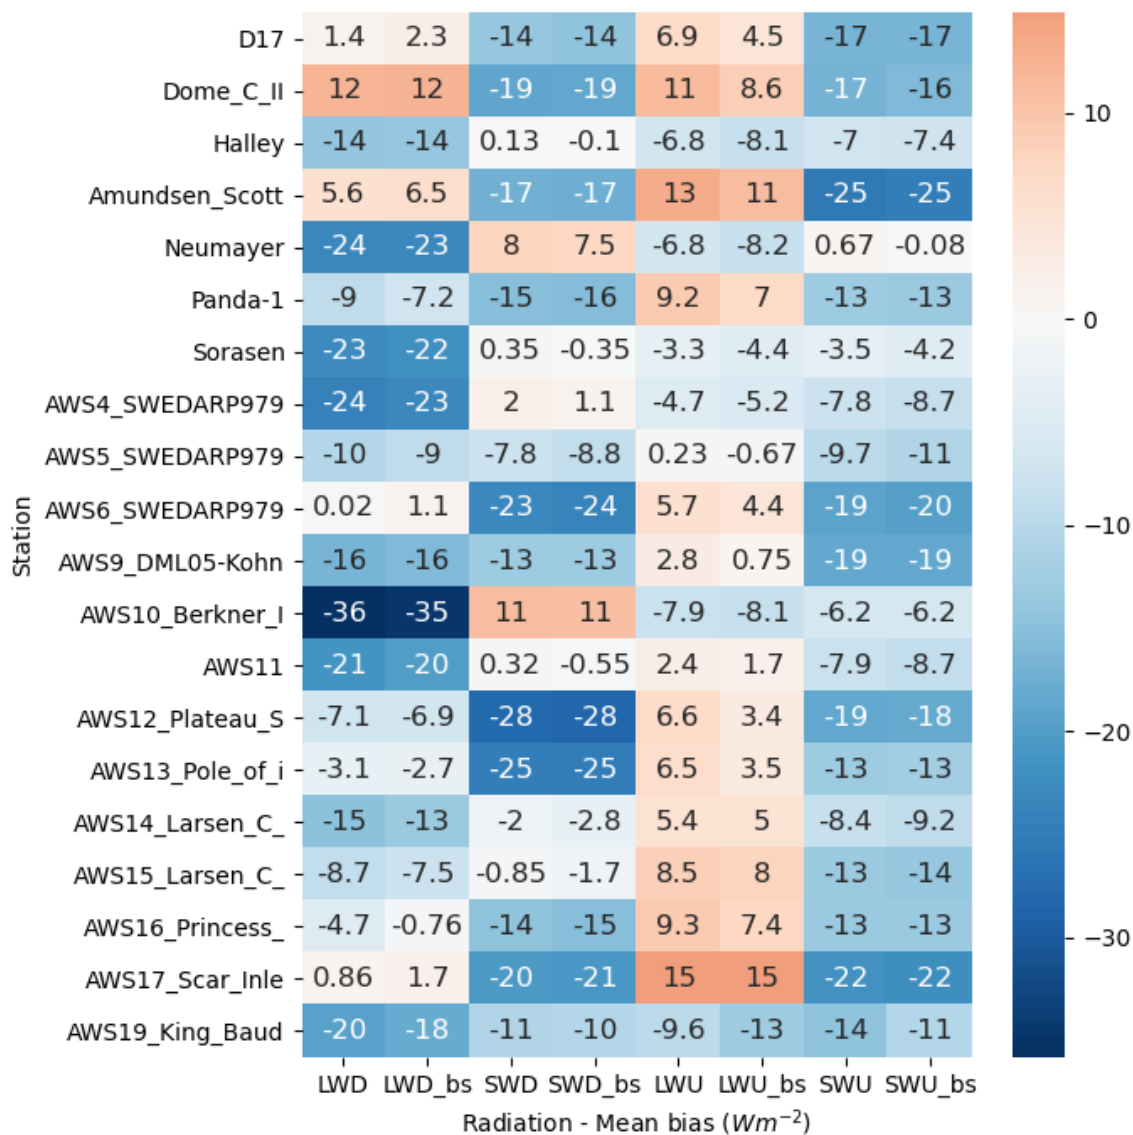 D17 1.4 2.3 -14 -14 6.9 4.5 -17 -17
Dome_C_II 12 12 -19 -19 11 8.6 -17 -16
10
Halley -14 -14 0.13 -0.1 -6.8 -8.1 -7 -7.4
Amundsen_Scott 5.6 6.5 -17 -17 13 11 -25 -25
Neumayer -24 -23 8 7.5 -6.8 -8.2 0.67 -0.08
Panda-1 -9 -7.2 -15 -16 9.2 7 -13 -13
0
Sorasen -23 -22 0.35 -0.35 -3.3 -4.4 -3.5 -4.2
AWS4_SWEDARP979 -24 -23 2 1.1 -4.7 -5.2 -7.8 -8.7
AWS5_SWEDARP979 -10 -9 -7.8 -8.8 0.23 -0.67 -9.7 -11
AWS6_SWEDARP979 0.02 1.1 -23 -24 5.7 4.4 -19 -20
−10
Station
AWS9_DML05-Kohn -16 -16 -13 -13 2.8 0.75 -19 -19
AWS10_Berkner_I -36 -35 11 11 -7.9 -8.1 -6.2 -6.2
AWS11 -21 -20 0.32 -0.55 2.4 1.7 -7.9 -8.7
AWS12_Plateau_S -7.1 -6.9 -28 -28 6.6 3.4 -19 -18
−20
AWS13_Pole_of_i -3.1 -2.7 -25 -25 6.5 3.5 -13 -13
AWS14_Larsen_C_ -15 -13 -2 -2.8 5.4 5 -8.4 -9.2
AWS15_Larsen_C_ -8.7 -7.5 -0.85 -1.7 8.5 8 -13 -14
AWS16_Princess_ -4.7 -0.76 -14 -15 9.3 7.4 -13 -13
−30
AWS17_Scar_Inle 0.86 1.7 -20 -21 15 15 -22 -22
AWS19_King_Baud -20 -18 -11 -10 -9.6 -13 -14 -11
LWD LWD_bs SWD SWD_bs LWU LWU_bs SWU SWU_bs
Radiation - Mean bias (Wm⁻²)